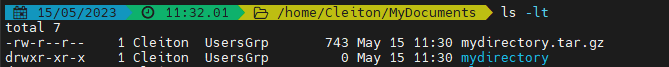 15/05/2023 11:32.01 /home/Cleiton/MyDocuments ls -lt
total 7
-rw-r--r-- 1 Cleiton UsersGrp 743 May 15 11:30 mydirectory.tar.gz
drwxr-xr-x 1 Cleiton UsersGrp 0 May 15 11:30 mydirectory